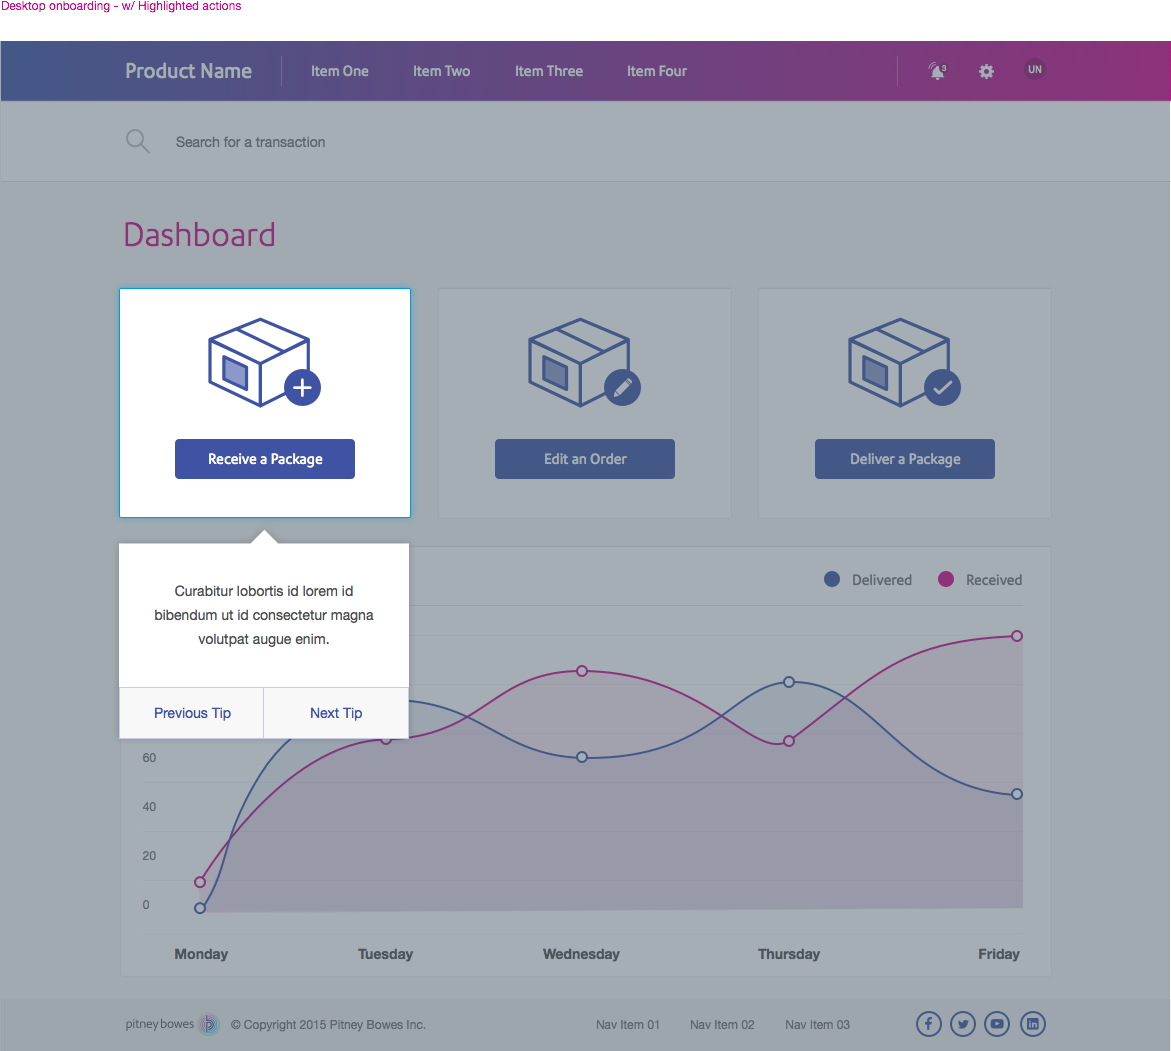 Desktop onboarding - w/ Highlighted actions
Product Name
Item One
Item Two
Item Three
Item Four
3
UN
Search for a transaction
Dashboard
Receive a Package
Edit an Order
Deliver a Package
Curabitur lobortis id lorem id
bibendum ut id consectetur magna
volutpat augue enim.
Previous Tip
Next Tip
Delivered
Received
60
40
20
0
Monday
Tuesday
Wednesday
Thursday
Friday
pitney bowes
© Copyright 2015 Pitney Bowes Inc.
Nav Item 01
Nav Item 02
Nav Item 03